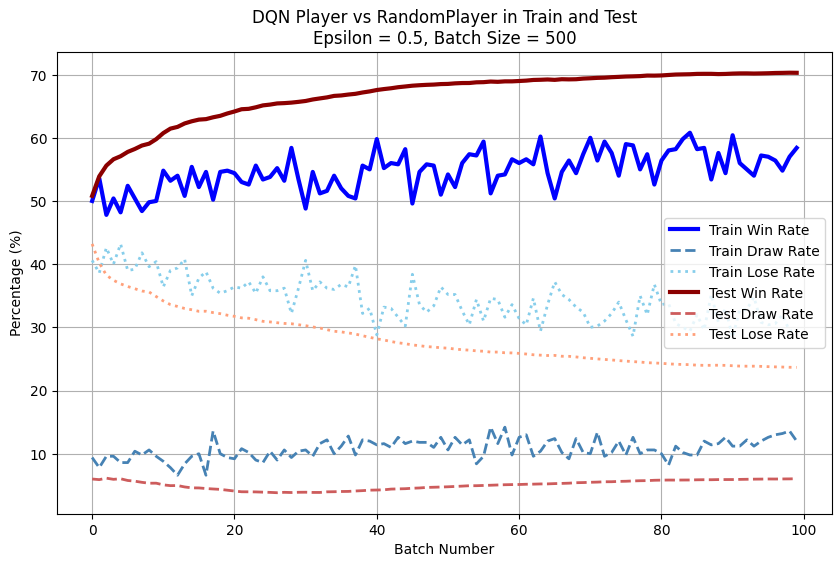 DQN Player vs RandomPlayer in Train and Test
Epsilon = 0.5, Batch Size = 500
Percentage (%)
70
60
50
40
30
20
10
0
20
40
60
80
100
Batch Number
Train Win Rate
Train Draw Rate
Train Lose Rate
Test Win Rate
Test Draw Rate
Test Lose Rate